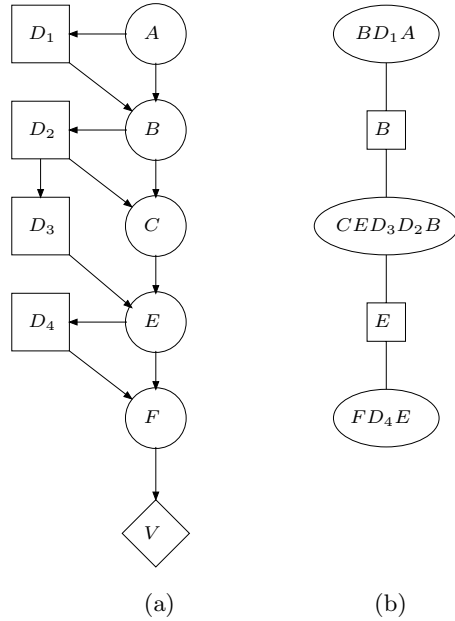 D₁ A BD₁A
D₂ B B
D₃ C CED₃D₂B
D₄ E E
F FD₄E
V
(a) (b)